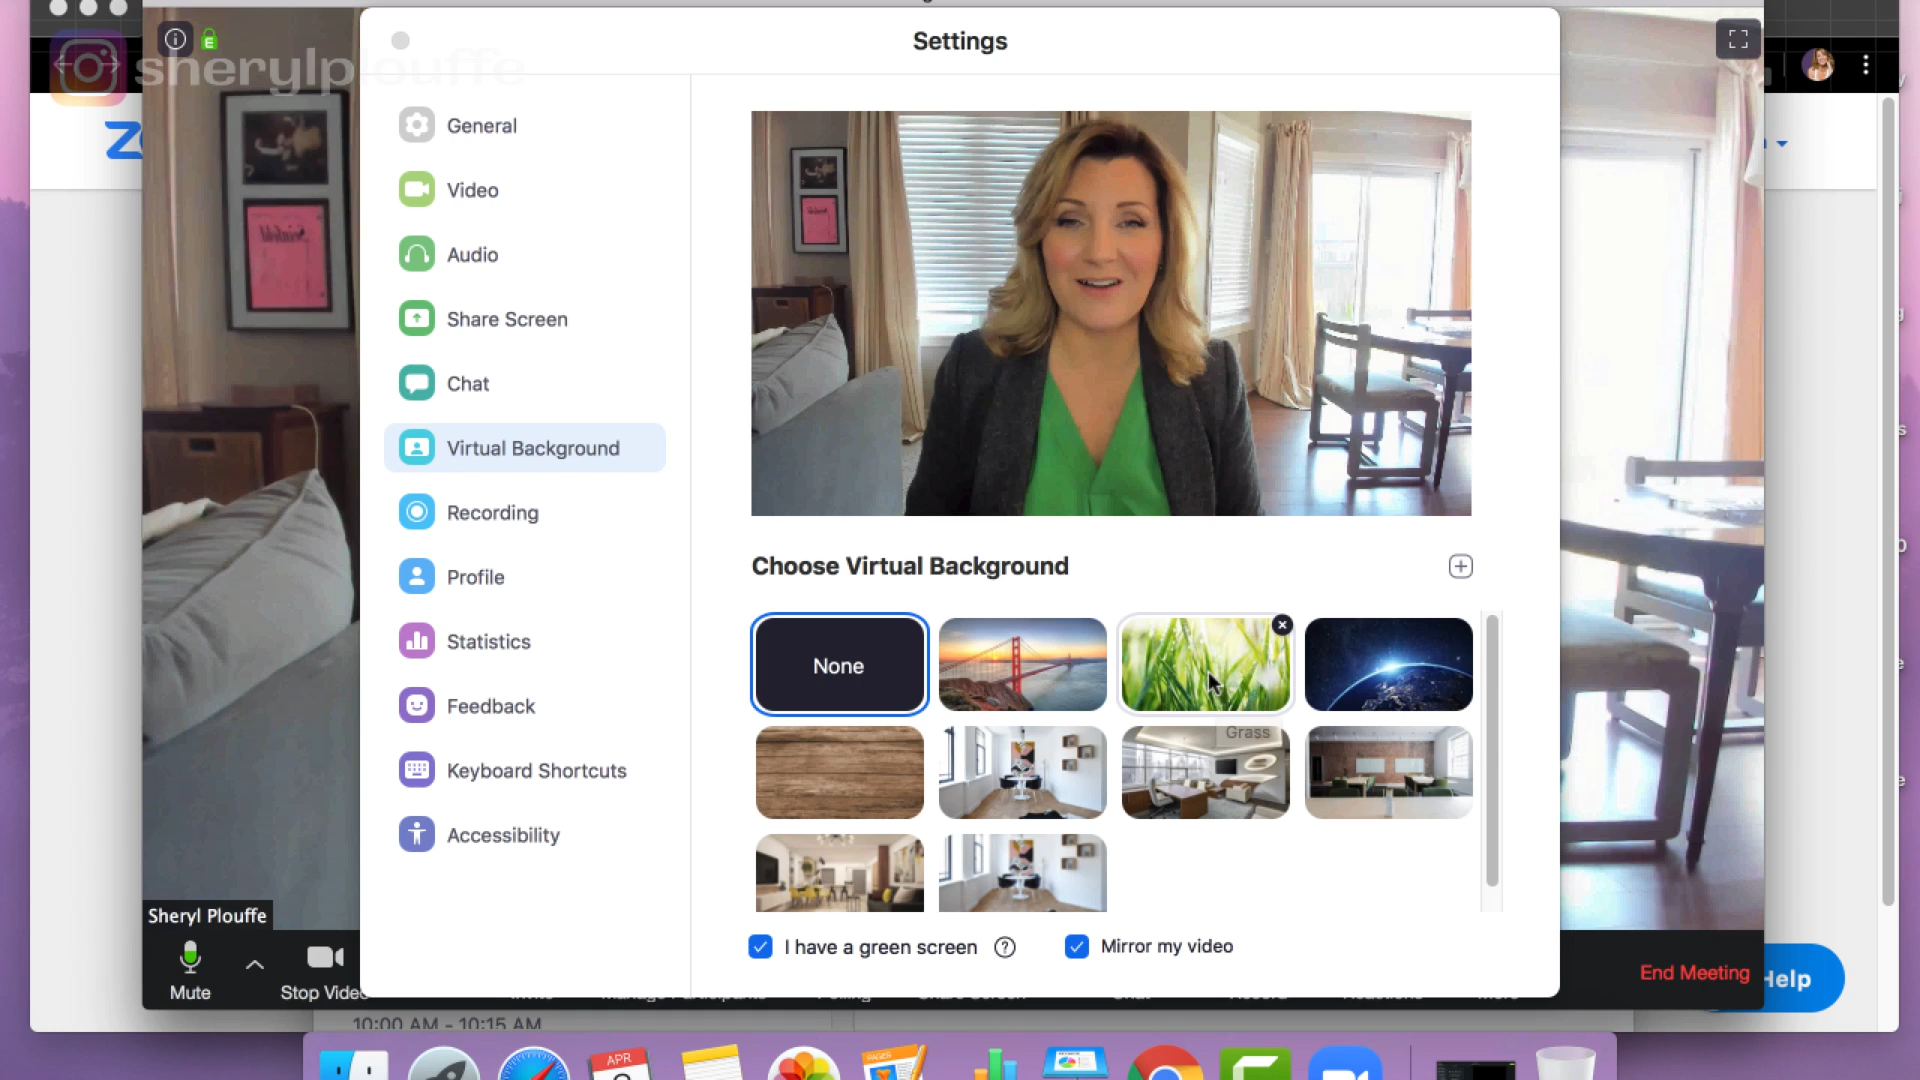 Settings
sherylplouffe
General
Video
Audio
Share Screen
Chat
Virtual Background
Recording
Profile
Statistics
Feedback
Keyboard Shortcuts
Accessibility
Choose Virtual Background
None
Grass
I have a green screen
Mirror my video
Sheryl Plouffe
Mute
Stop Video
End Meeting
Help
10:00 AM - 10:15 AM
APR
PAGES